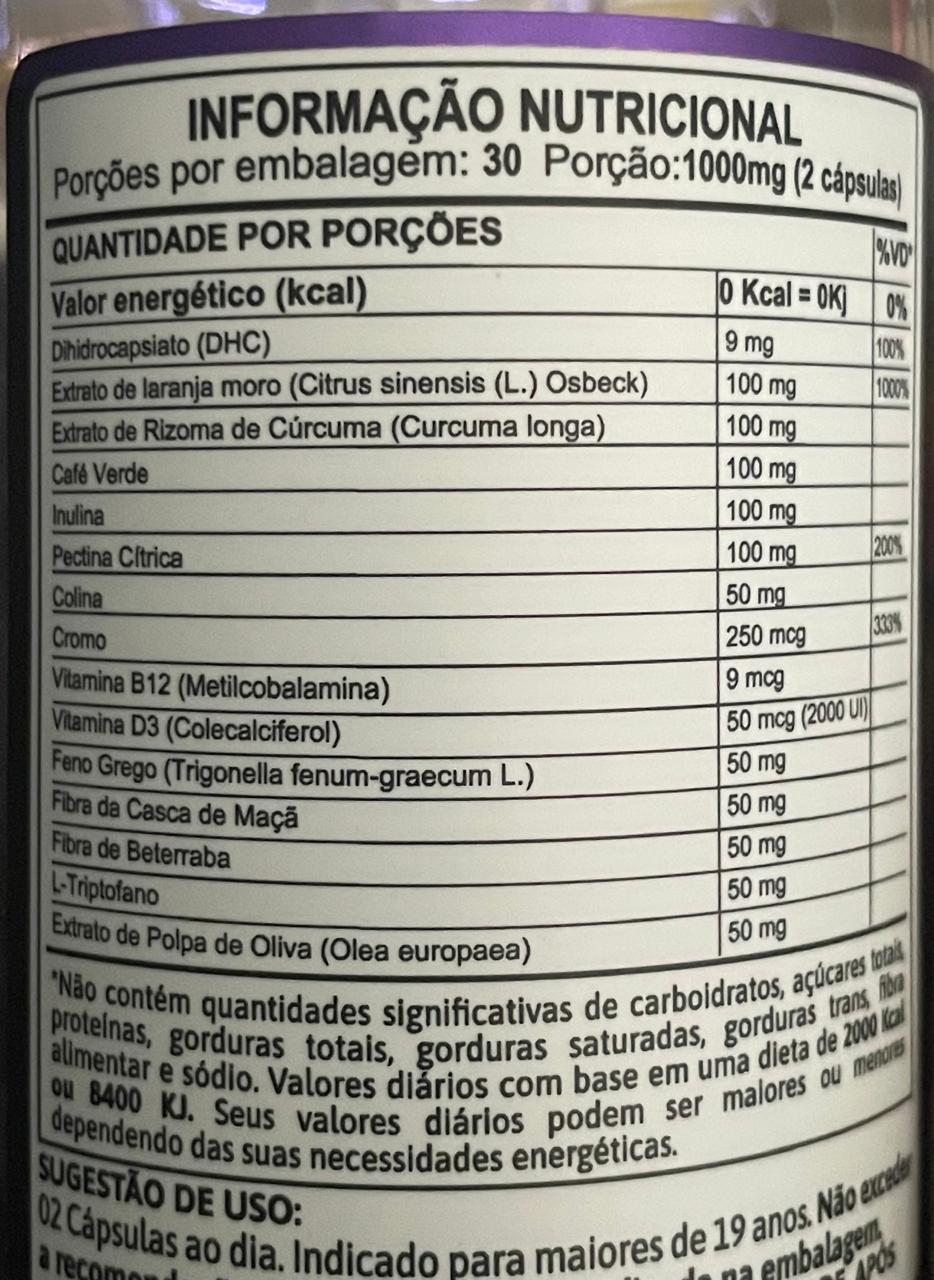 INFORMAÇÃO NUTRICIONAL
Porções por embalagem: 30 Porção:1000mg (2 cápsulas)
QUANTIDADE POR PORÇÕES %VD*
Valor energético (kcal) 0 Kcal = 0Kj 0%
Dihidrocapsiato (DHC) 9 mg 100%
Extrato de laranja moro (Citrus sinensis (L.) Osbeck) 100 mg 1000%
Extrato de Rizoma de Cúrcuma (Curcuma longa) 100 mg
Café Verde 100 mg
Inulina 100 mg
Pectina Cítrica 100 mg 200%
Colina 50 mg
Cromo 250 mcg 333%
Vitamina B12 (Metilcobalamina) 9 mcg
Vitamina D3 (Colecalciferol) 50 mcg (2000 UI)
Feno Grego (Trigonella fenum-graecum L.) 50 mg
Fibra da Casca de Maçã 50 mg
Fibra de Beterraba 50 mg
L-Triptofano 50 mg
Extrato de Polpa de Oliva (Olea europaea) 50 mg
*Não contém quantidades significativas de carboidratos, açúcares totais,
proteínas, gorduras totais, gorduras saturadas, gorduras trans, fibra
alimentar e sódio. Valores diários com base em uma dieta de 2000 Kcal
ou 8400 KJ. Seus valores diários podem ser maiores ou menores
dependendo das suas necessidades energéticas.
SUGESTÃO DE USO:
02 Cápsulas ao dia. Indicado para maiores de 19 anos. Não exceder
a na embalagem.
APÓS